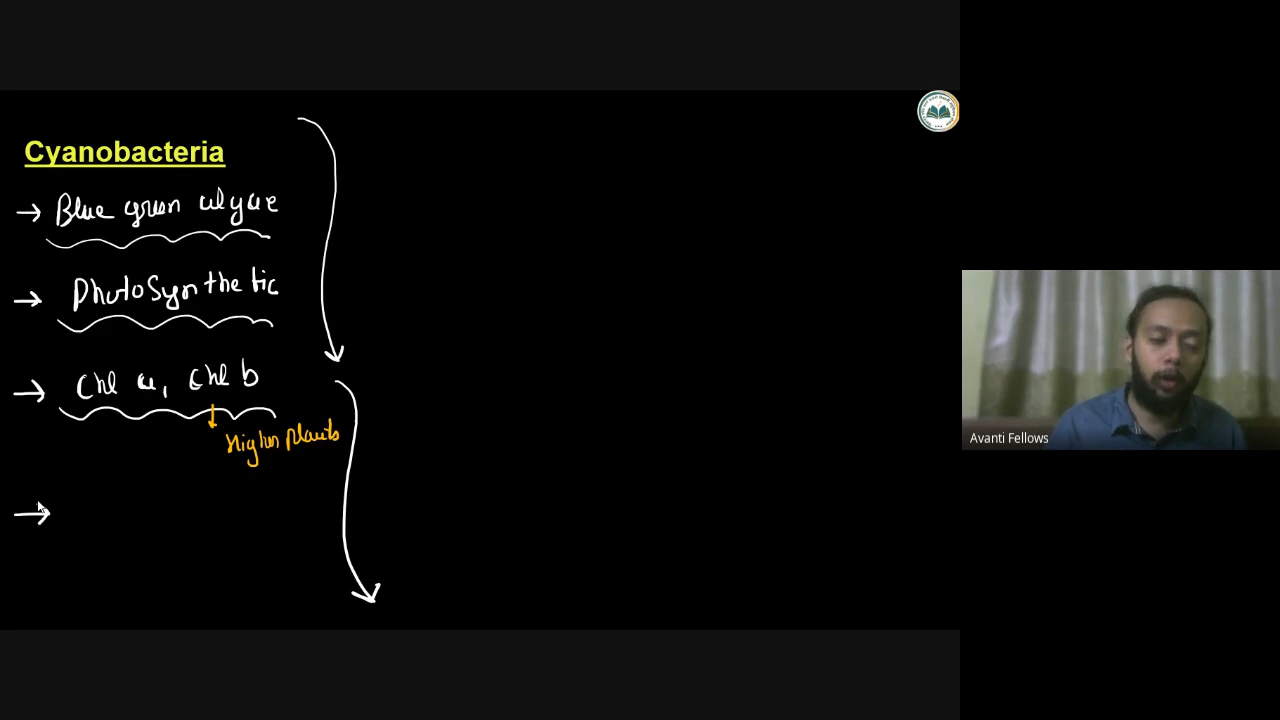 Cyanobacteria
→ Blue green algae
→ Photosynthetic
→ Chl a, chl b
Higher plants
Avanti Fellows